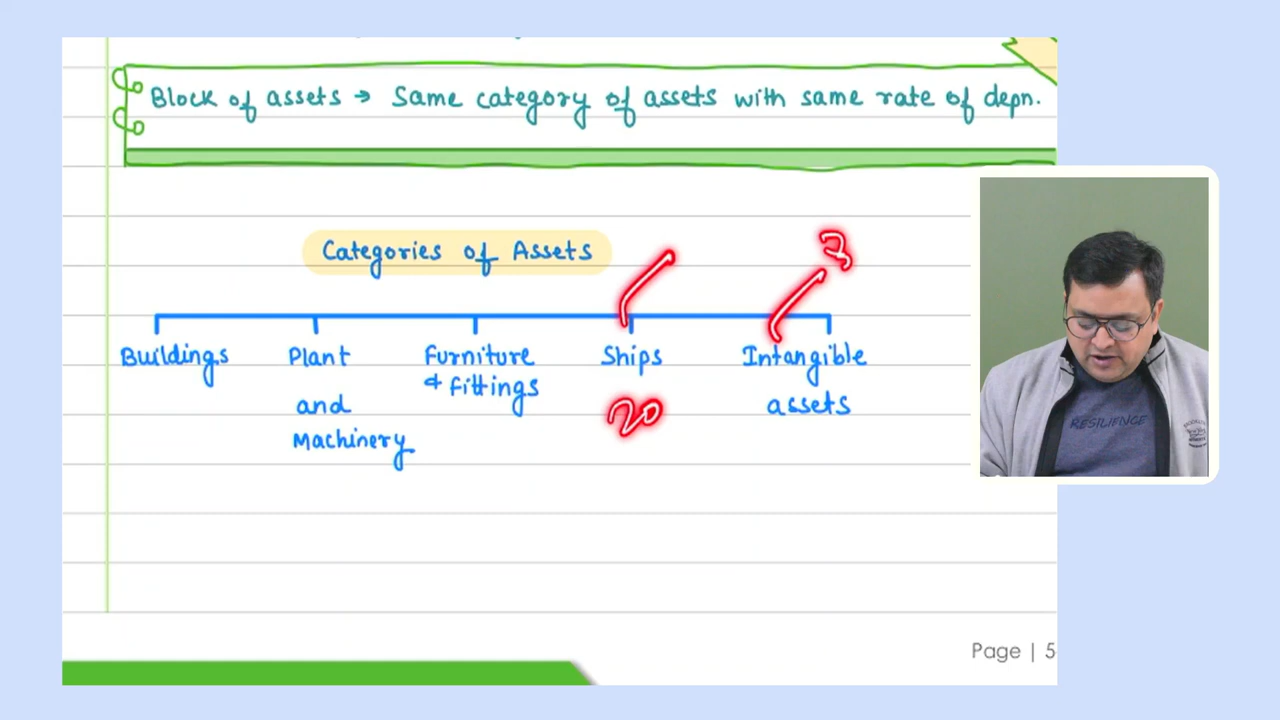 Block of assets → Same category of assets with same rate of depn.
Categories of Assets
Buildings Plant and Machinery Furniture & fittings Ships Intangible assets
20
RESILIENCE
Page | 5